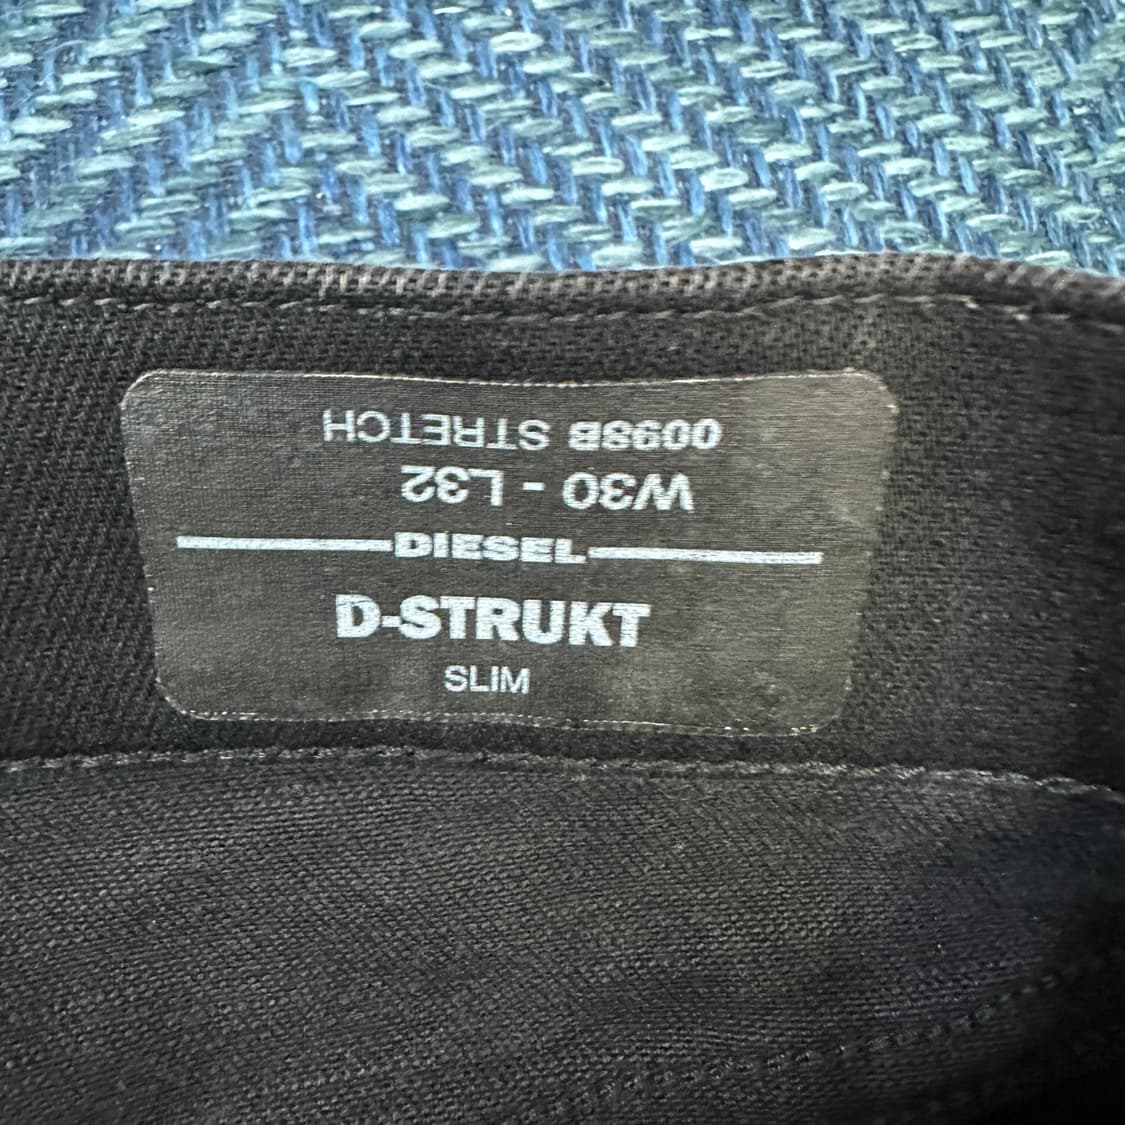 0098B STRETCH
W30 - L32
DIESEL
D-STRUKT
SLIM